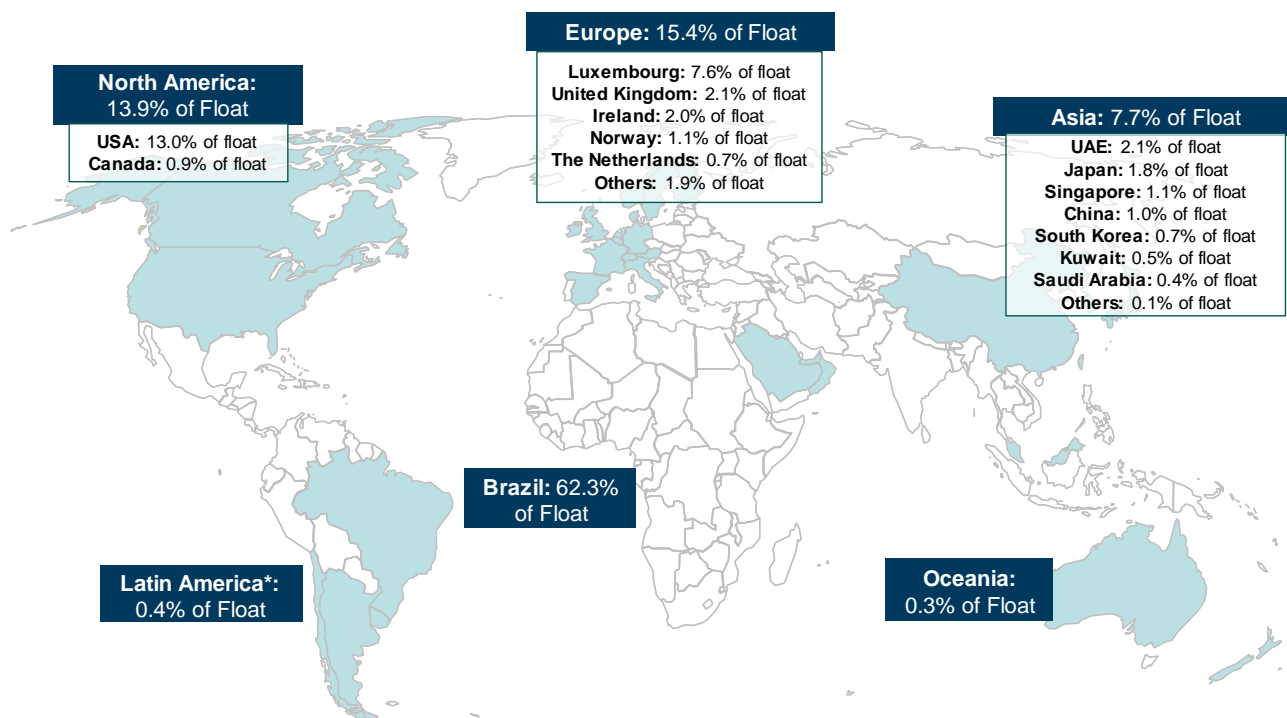 Europe: 15.4% of Float
Luxembourg: 7.6% of float
United Kingdom: 2.1% of float
Ireland: 2.0% of float
Norway: 1.1% of float
The Netherlands: 0.7% of float
Others: 1.9% of float
North America:
13.9% of Float
USA: 13.0% of float
Canada: 0.9% of float
Asia: 7.7% of Float
UAE: 2.1% of float
Japan: 1.8% of float
Singapore: 1.1% of float
China: 1.0% of float
South Korea: 0.7% of float
Kuwait: 0.5% of float
Saudi Arabia: 0.4% of float
Others: 0.1% of float
Brazil: 62.3%
of Float
Latin America*:
0.4% of Float
Oceania:
0.3% of Float